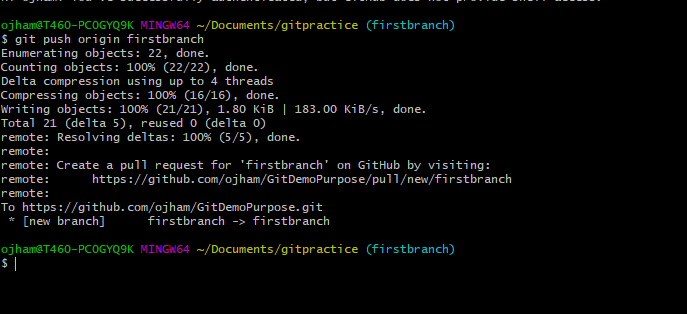 ojham@T460-PC0GYQ9K MINGW64 ~/Documents/gitpractice (firstbranch)
$ git push origin firstbranch
Enumerating objects: 22, done.
Counting objects: 100% (22/22), done.
Delta compression using up to 4 threads
Compressing objects: 100% (16/16), done.
Writing objects: 100% (21/21), 1.80 KiB | 183.00 KiB/s, done.
Total 21 (delta 5), reused 0 (delta 0)
remote: Resolving deltas: 100% (5/5), done.
remote:
remote: Create a pull request for 'firstbranch' on GitHub by visiting:
remote:      https://github.com/ojham/GitDemoPurpose/pull/new/firstbranch
remote:
To https://github.com/ojham/GitDemoPurpose.git
 * [new branch]      firstbranch -> firstbranch
ojham@T460-PC0GYQ9K MINGW64 ~/Documents/gitpractice (firstbranch)
$